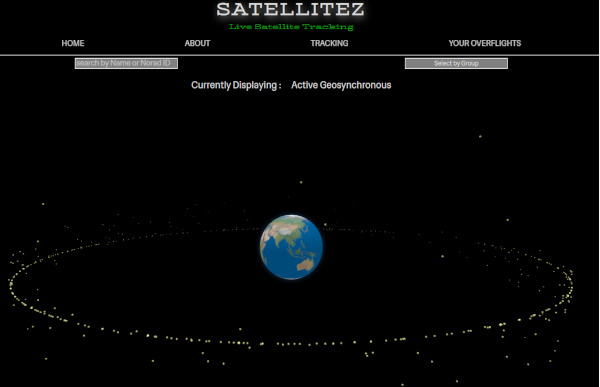 SATELLITEZ
Live Satellite Tracking
HOME ABOUT TRACKING YOUR OVERFLIGHTS
search by Name or Norad ID Select by Group
Currently Displaying : Active Geosynchronous